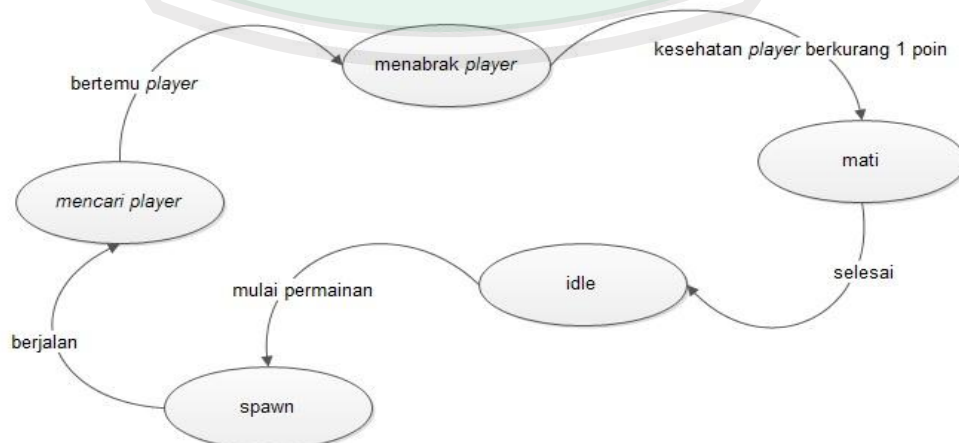 menabrak player
kesehatan player berkurang 1 poin
bertemu player
mati
mencari player
selesai
idle
mulai permainan
berjalan
spawn